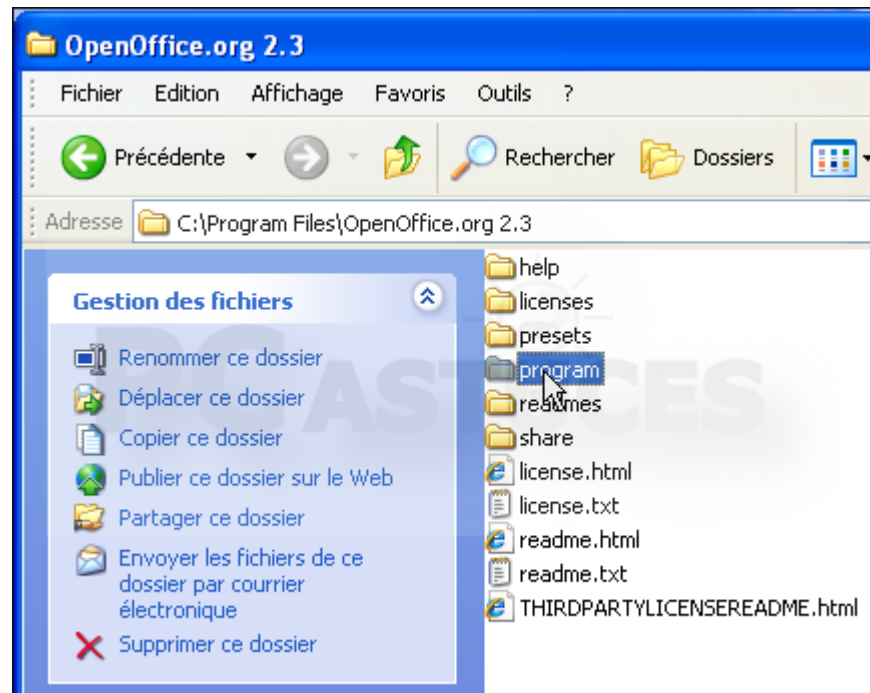 OpenOffice.org 2.3
Fichier Edition Affichage Favoris Outils ?
Précédente Rechercher Dossiers
Adresse C:\Program Files\OpenOffice.org 2.3
Gestion des fichiers
Renommer ce dossier
Déplacer ce dossier
Copier ce dossier
Publier ce dossier sur le Web
Partager ce dossier
Envoyer les fichiers de ce
dossier par courrier
électronique
Supprimer ce dossier
help
licenses
presets
program
readmes
share
license.html
license.txt
readme.html
readme.txt
THIRDPARTYLICENSEREADME.html
PC ASTUCES